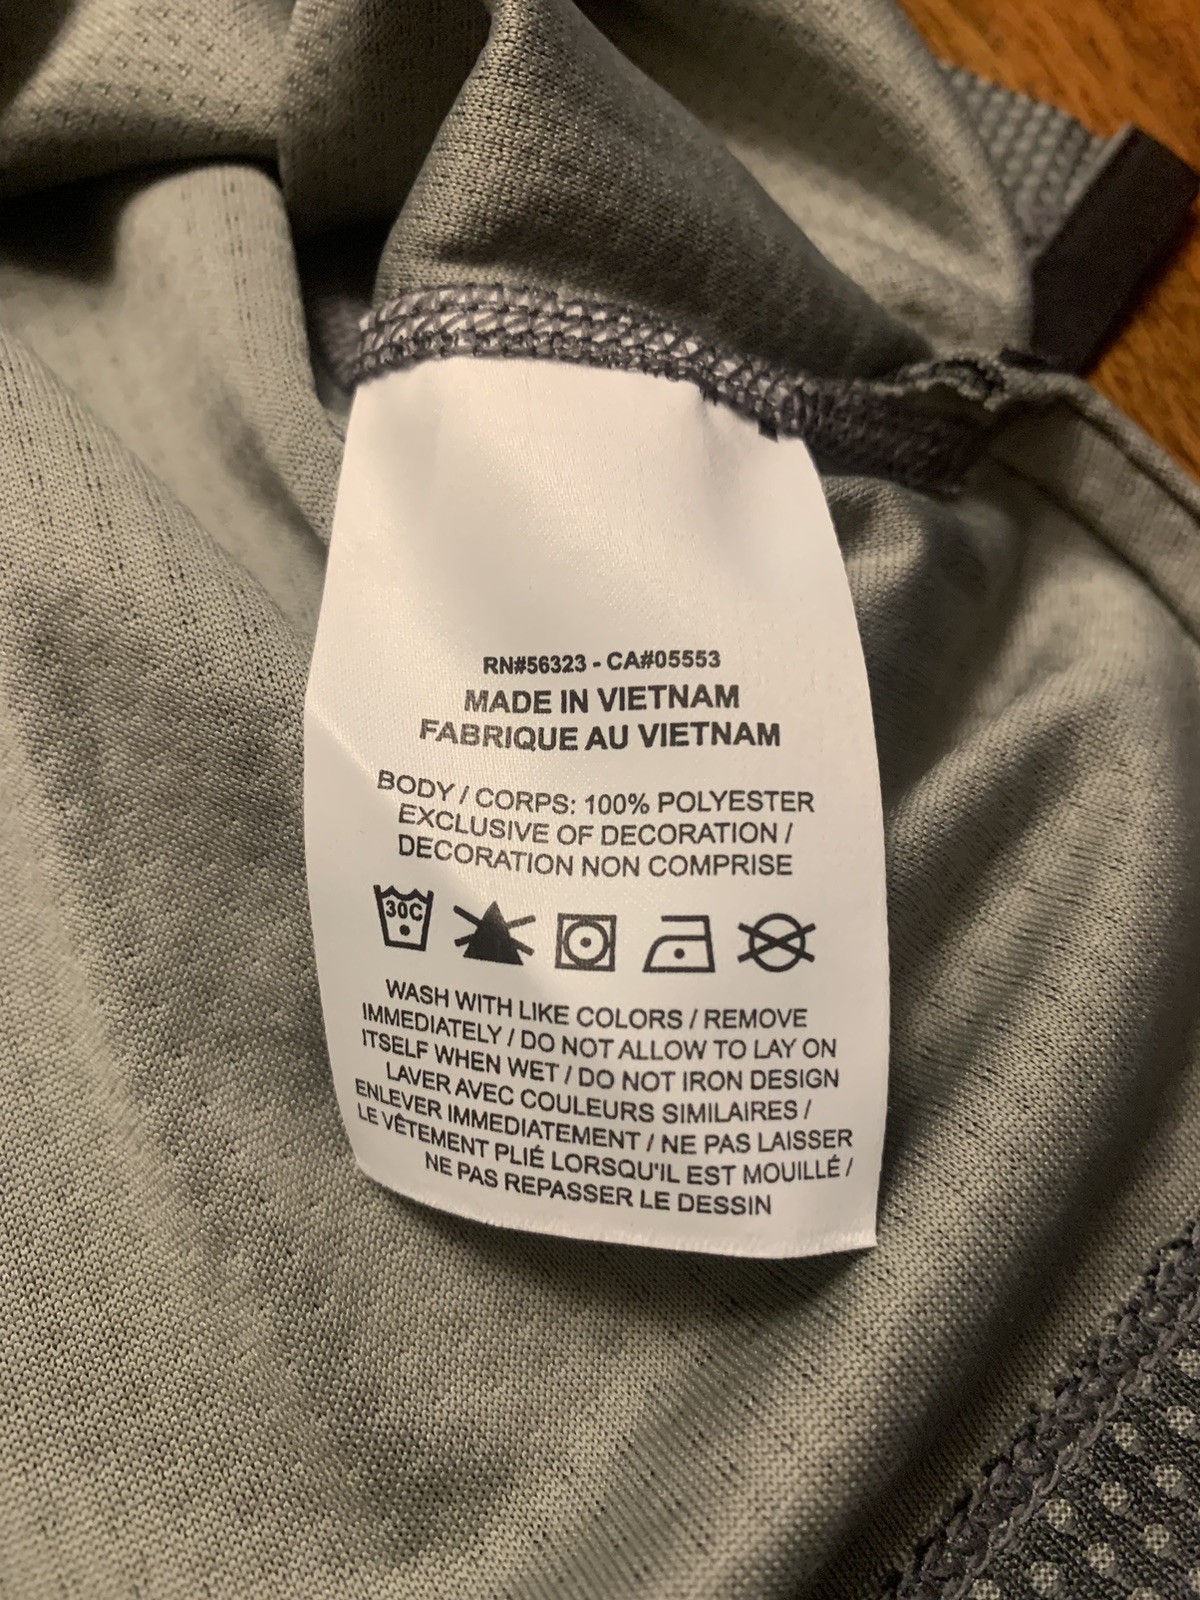 RN#56323 - CA#05553
MADE IN VIETNAM
FABRIQUE AU VIETNAM
BODY / CORPS: 100% POLYESTER
EXCLUSIVE OF DECORATION /
DECORATION NON COMPRISE
30C
WASH WITH LIKE COLORS / REMOVE
IMMEDIATELY / DO NOT ALLOW TO LAY ON
ITSELF WHEN WET / DO NOT IRON DESIGN
LAVER AVEC COULEURS SIMILAIRES /
ENLEVER IMMEDIATEMENT / NE PAS LAISSER
LE VÊTEMENT PLIÉ LORSQU'IL EST MOUILLÉ /
NE PAS REPASSER LE DESSIN